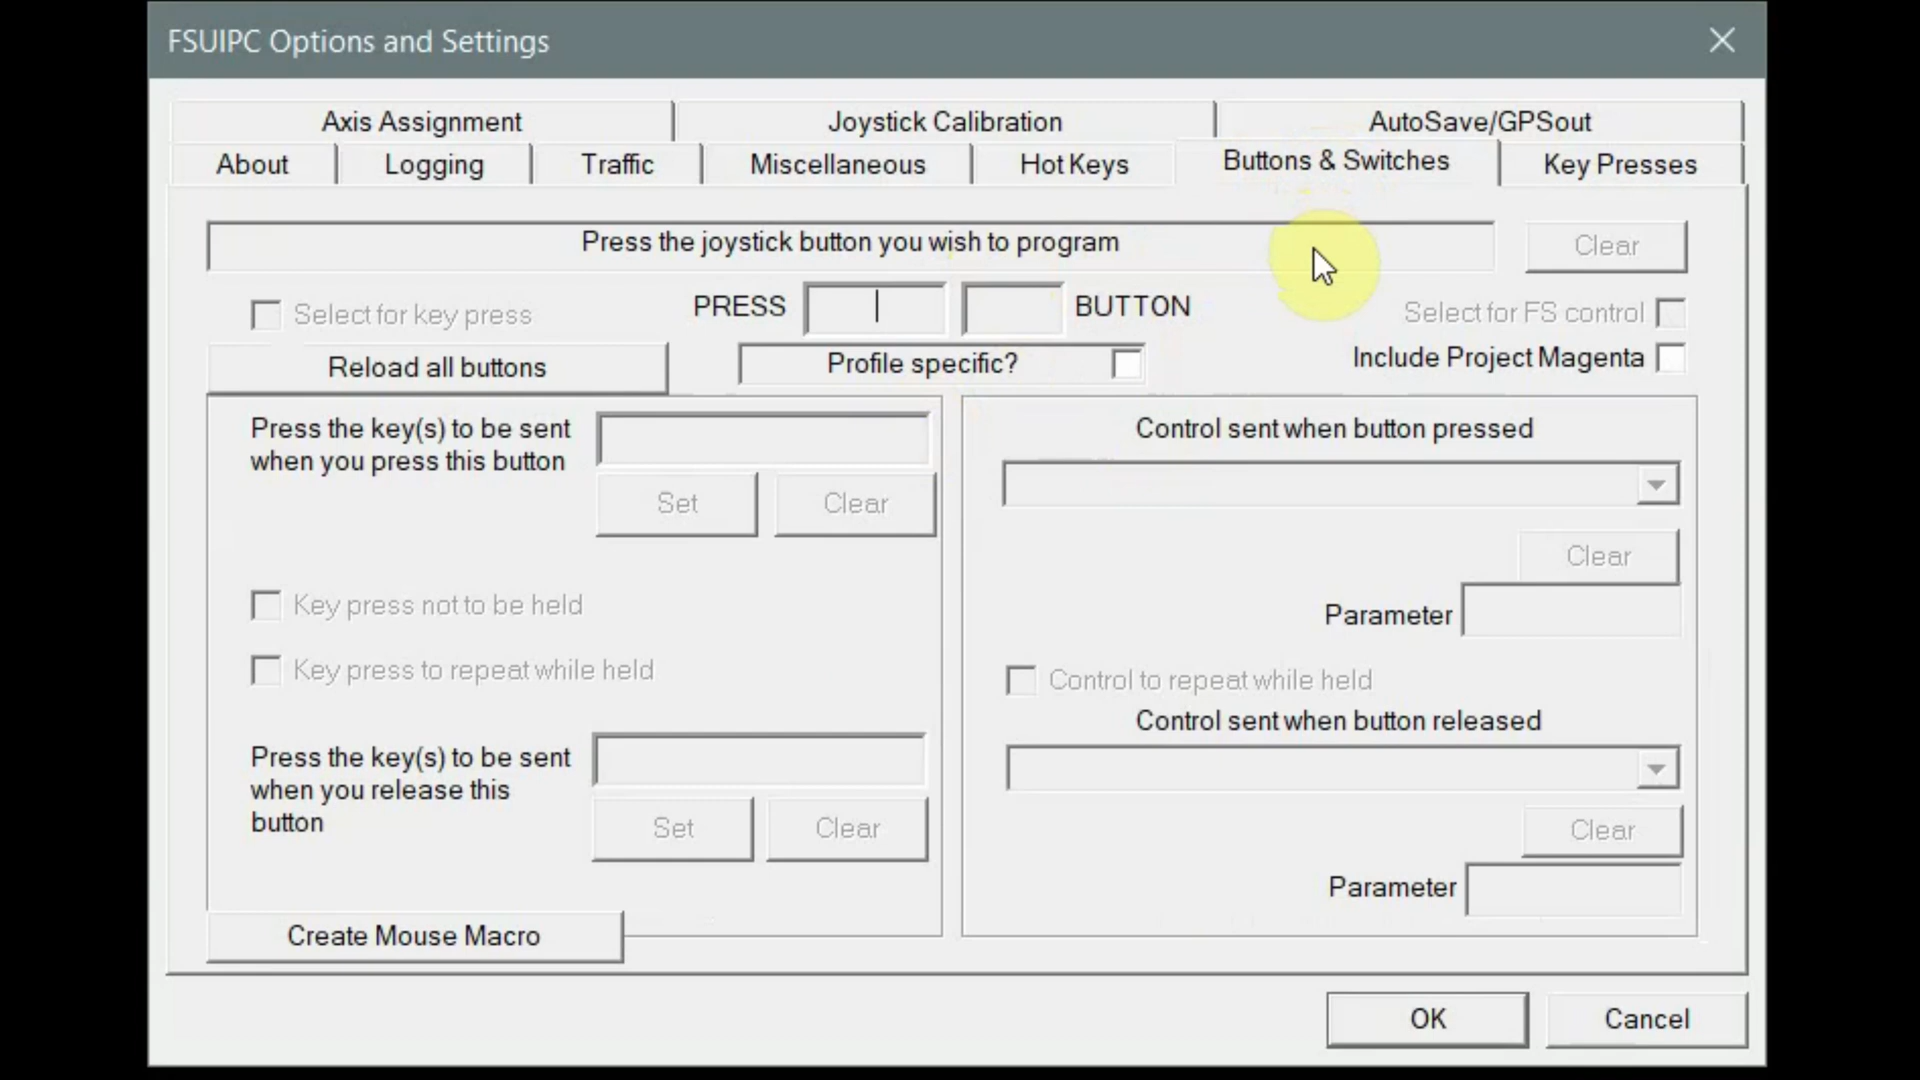 FSUIPC Options and Settings
Axis Assignment
Joystick Calibration
AutoSave/GPSout
About
Logging
Traffic
Miscellaneous
Hot Keys
Buttons & Switches
Key Presses
Press the joystick button you wish to program
Clear
Select for key press
PRESS
BUTTON
Select for FS control
Reload all buttons
Profile specific?
Include Project Magenta
Press the key(s) to be sent
when you press this button
Set
Clear
Key press not to be held
Key press to repeat while held
Press the key(s) to be sent
when you release this
button
Set
Clear
Create Mouse Macro
Control sent when button pressed
Clear
Parameter
Control to repeat while held
Control sent when button released
Clear
Parameter
OK
Cancel